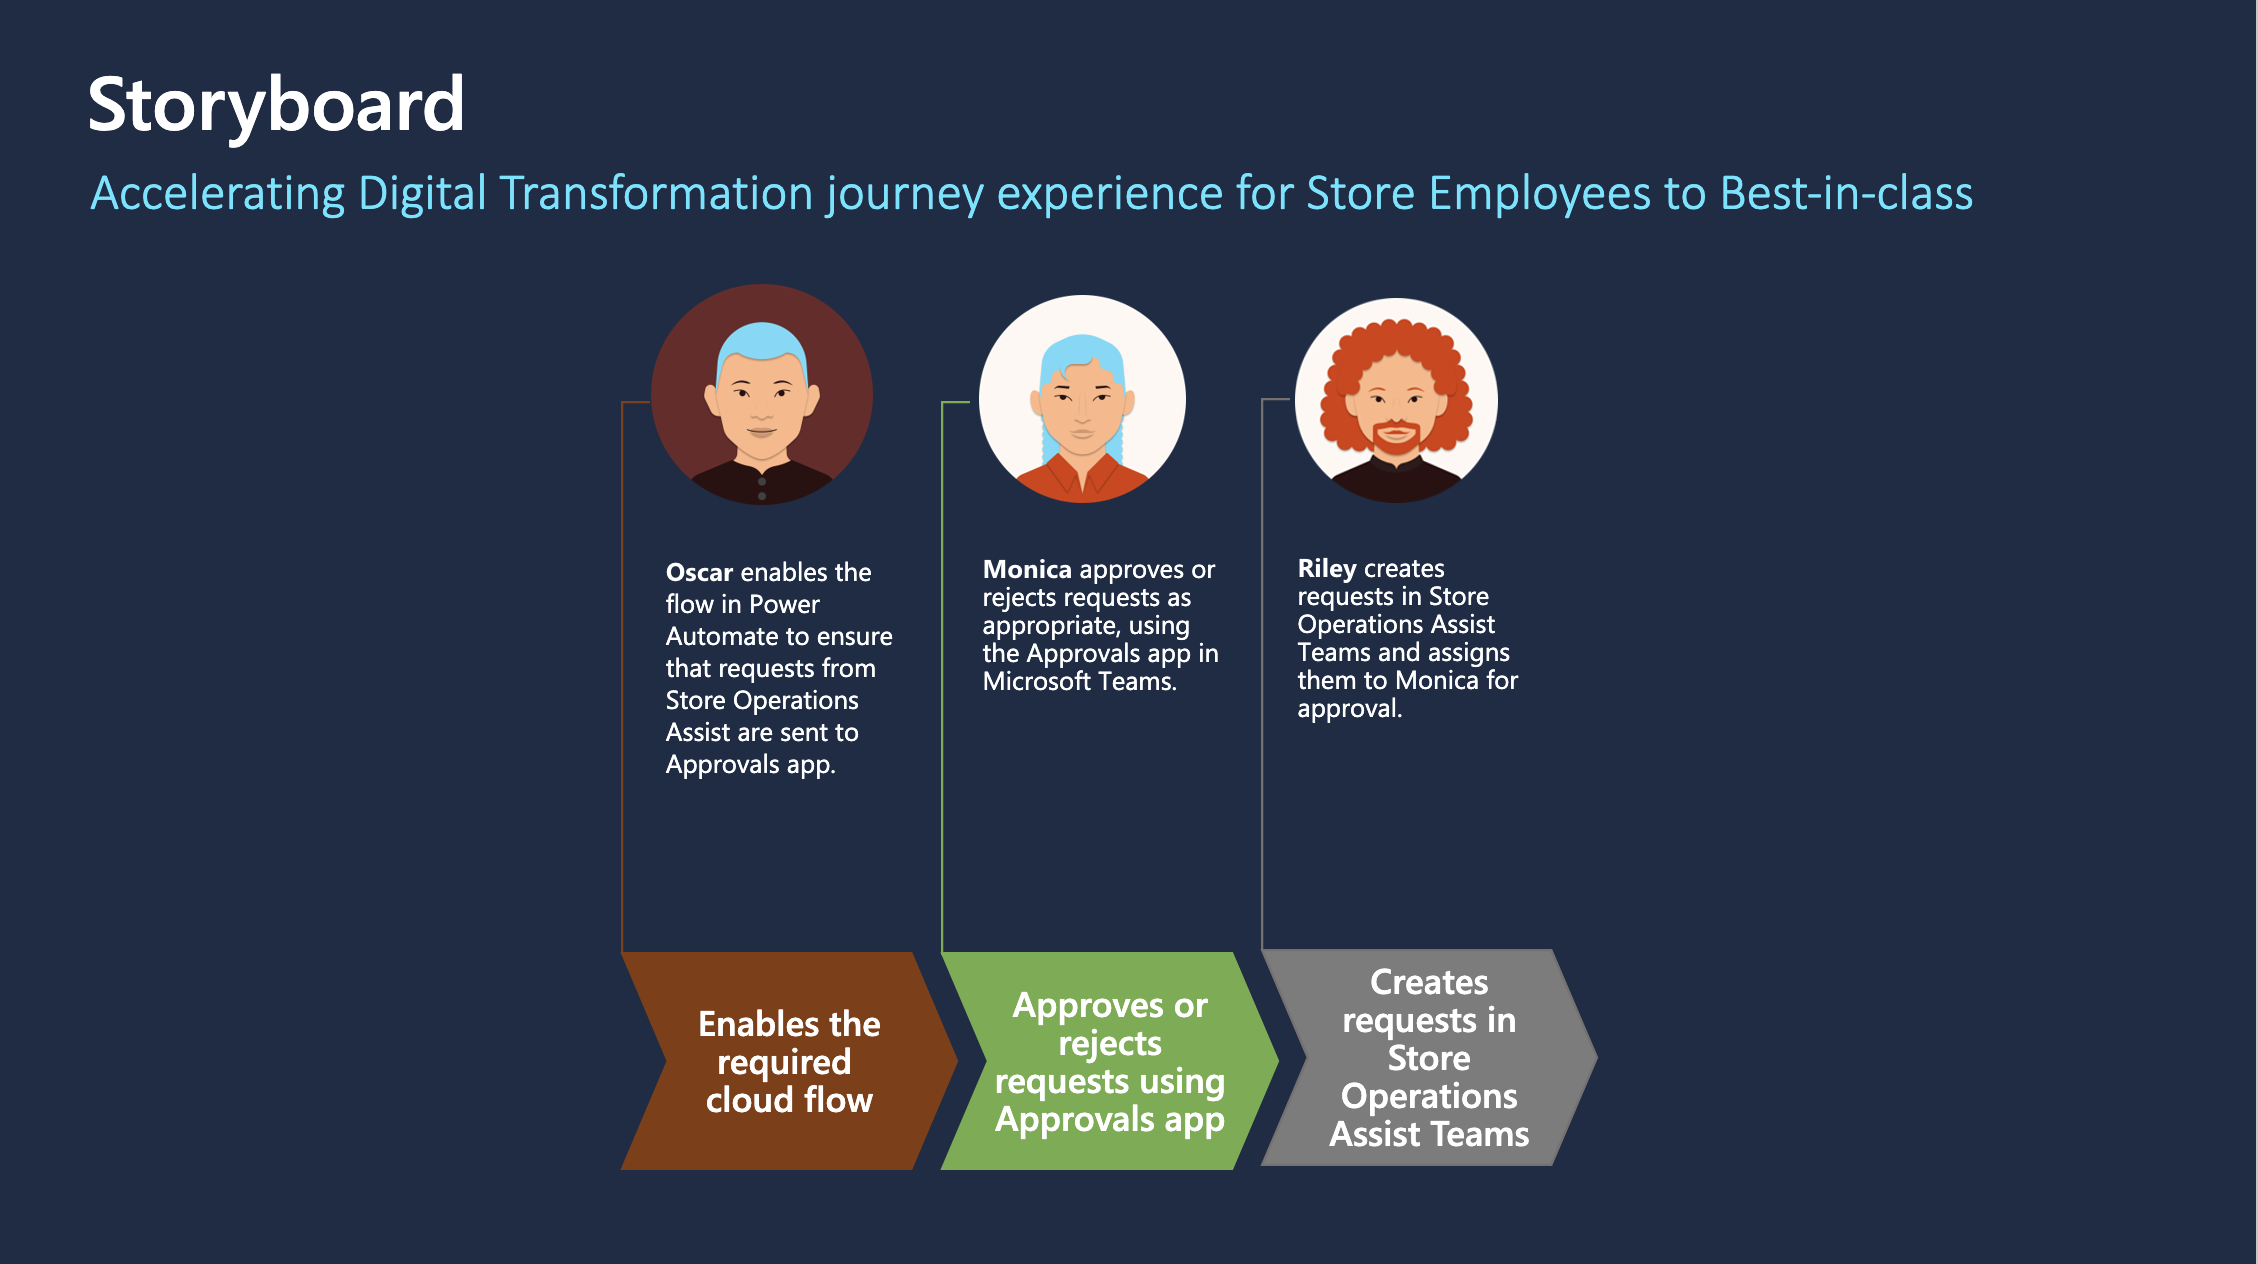 Storyboard
Accelerating Digital Transformation journey experience for Store Employees to Best-in-class
Oscar enables the
flow in Power
Automate to ensure
that requests from
Store Operations
Assist are sent to
Approvals app.
Monica approves or
rejects requests as
appropriate, using
the Approvals app in
Microsoft Teams.
Riley creates
requests in Store
Operations Assist
Teams and assigns
them to Monica for
approval.
Enables the
required
cloud flow
Approves or
rejects
requests using
Approvals app
Creates
requests in
Store
Operations
Assist Teams